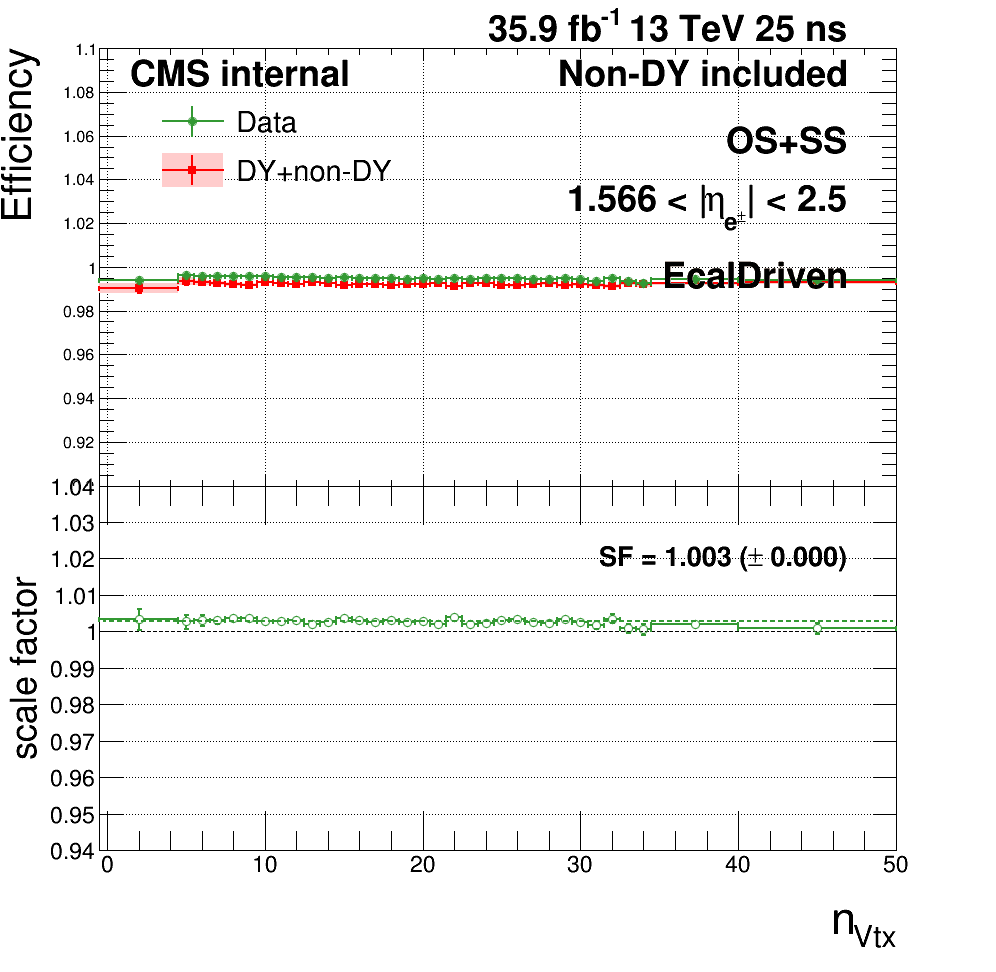 35.9 fb⁻¹ 13 TeV 25 ns
Efficiency
1.1
1.08
1.06
1.04
1.02
1
0.98
0.96
0.94
0.92
CMS internal
Data
DY+non-DY
Non-DY included
OS+SS
1.566 < |η_e±| < 2.5
EcalDriven
scale factor
1.04
1.03
1.02
1.01
1
0.99
0.98
0.97
0.96
0.95
0.94
SF = 1.003 (± 0.000)
0 10 20 30 40 50
n_Vtx